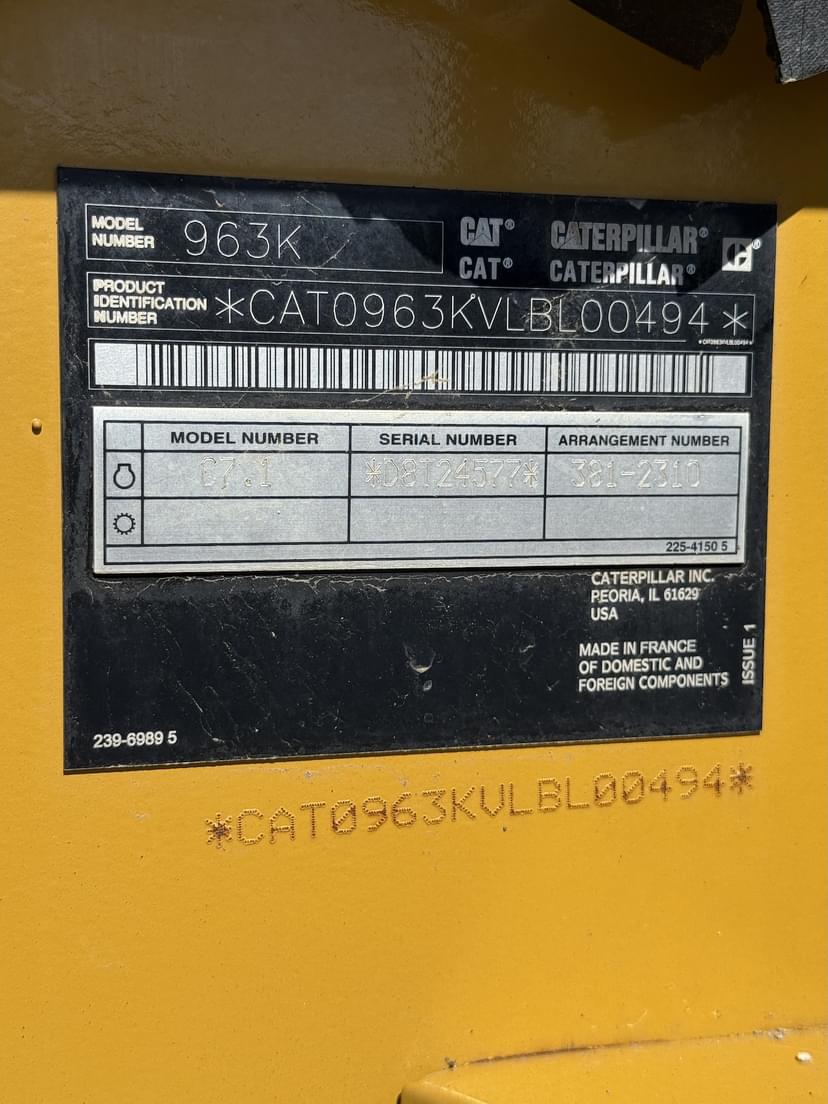 MODEL
NUMBER
963K
CAT® CATERPILLAR®
CAT® CATERPILLAR®
PRODUCT
IDENTIFICATION
NUMBER
*CAT0963KVLBL00494*
*CAT0963KVLBL00494*
MODEL NUMBER SERIAL NUMBER ARRANGEMENT NUMBER
C7.1 *D8T24577* 381-2310
225-4150 5
CATERPILLAR INC.
PEORIA, IL 61629
USA
MADE IN FRANCE
OF DOMESTIC AND
FOREIGN COMPONENTS
ISSUE 1
239-6989 5
*CAT0963KVLBL00494*